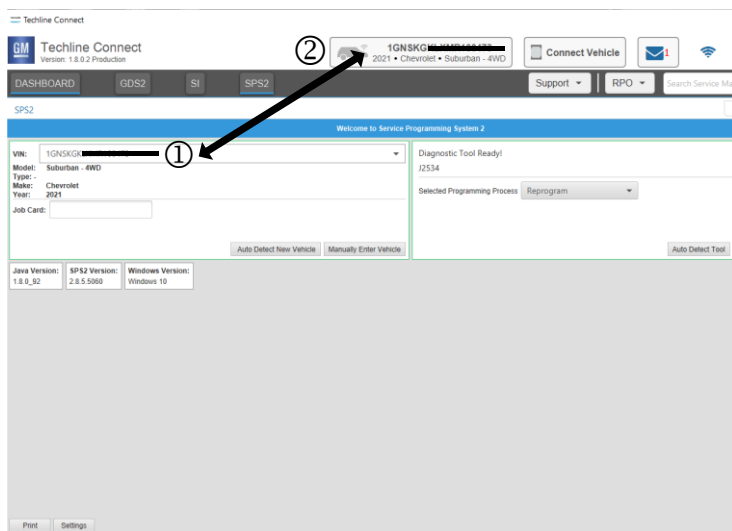 Techline Connect
GM
Techline Connect
Version: 1.8.0.2 Production
②
1GNSKG
2021 • Chevrolet • Suburban - 4WD
Connect Vehicle
1
DASHBOARD
GDS2
SI
SPS2
Support
RPO
Search Service Ma
SPS2
Welcome to Service Programming System 2
VIN:
1GNSKGK
①
Model: Suburban - 4WD
Type: -
Make: Chevrolet
Year: 2021
Job Card:
Auto Detect New Vehicle
Manually Enter Vehicle
Diagnostic Tool Ready!
J2534
Selected Programming Process
Reprogram
Auto Detect Tool
Java Version:
1.8.0_92
SPS2 Version:
2.8.5.5060
Windows Version:
Windows 10
Print
Settings